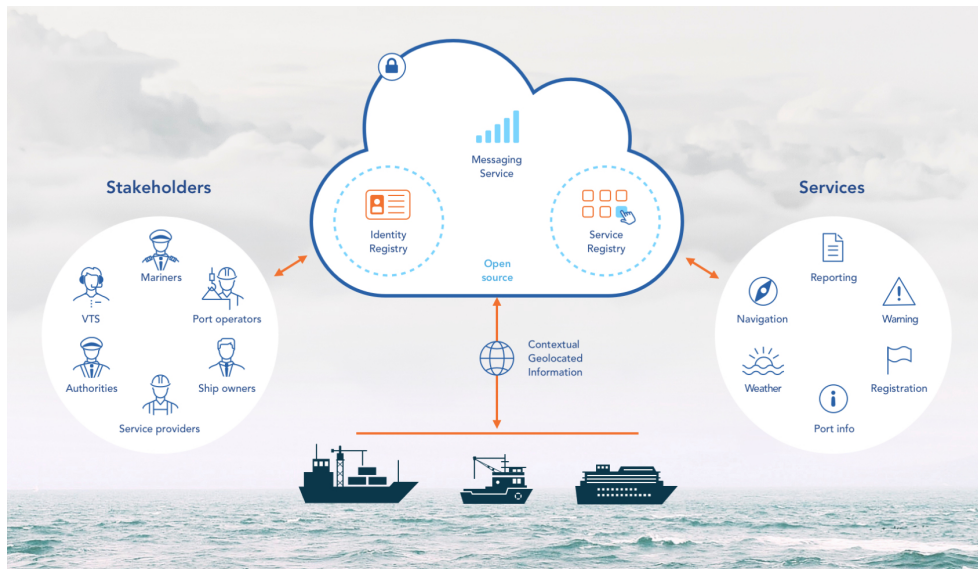 Messaging
Service
Stakeholders
Services
Identity
Registry
Service
Registry
Open
source
Mariners
VTS
Port operators
Authorities
Ship owners
Service providers
Contextual
Geolocated
Information
Reporting
Navigation
Warning
Weather
Registration
Port info